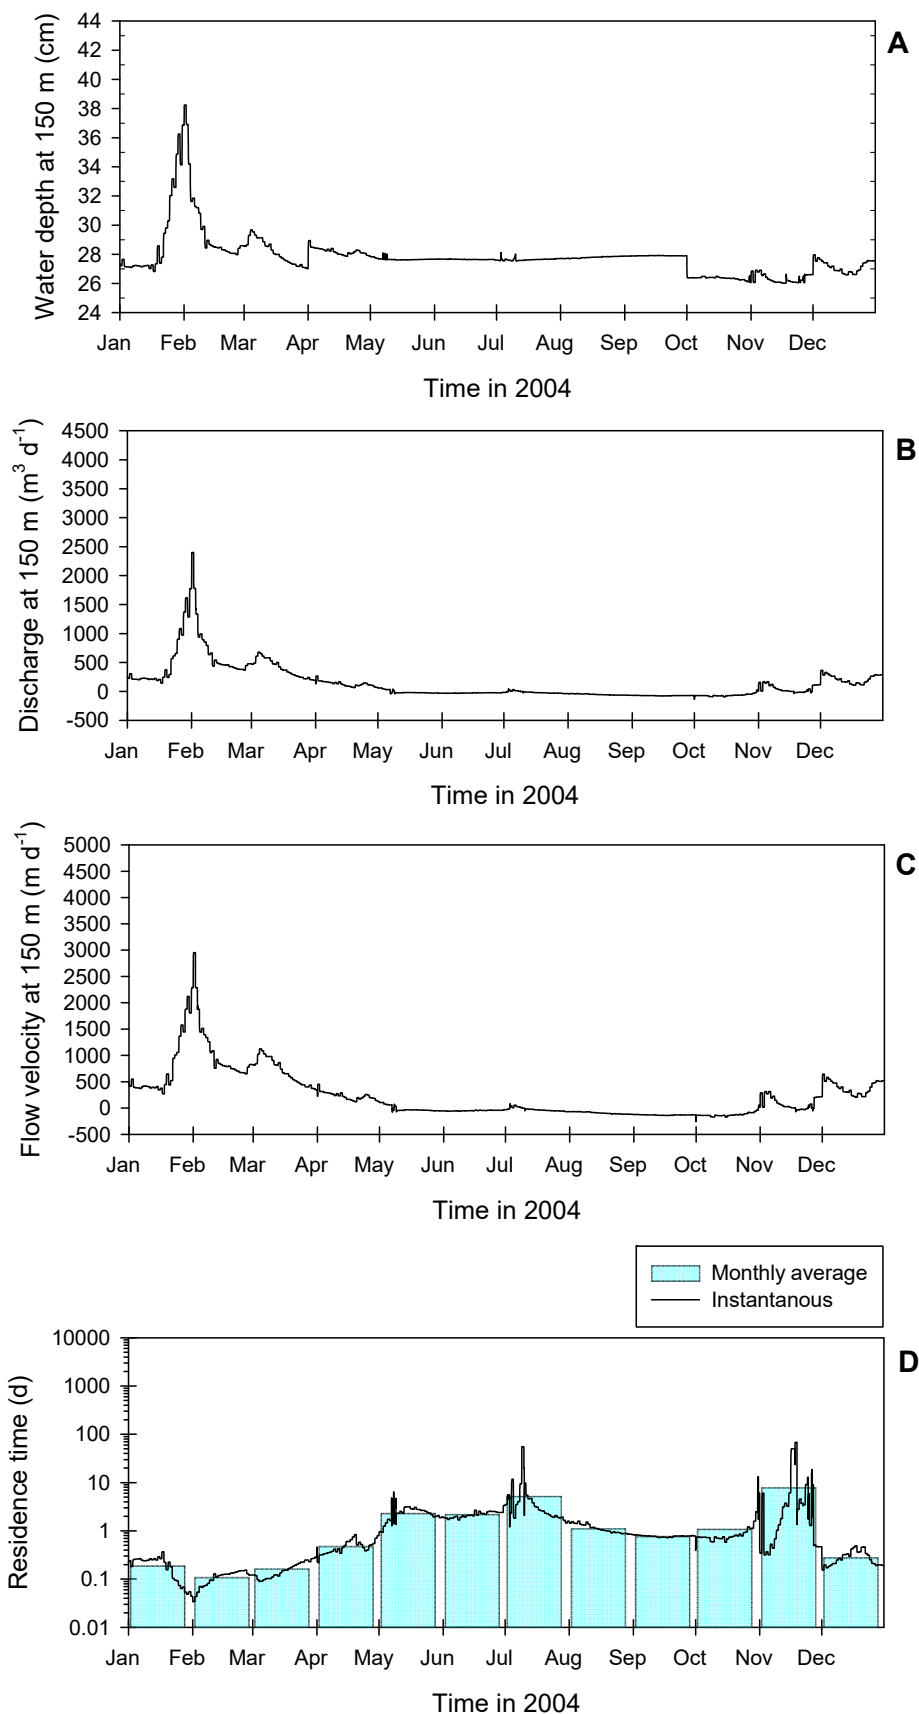 A
Water depth at 150 m (cm)
44
42
40
38
36
34
32
30
28
26
24
Jan Feb Mar Apr May Jun Jul Aug Sep Oct Nov Dec
Time in 2004
B
Discharge at 150 m (m³ d⁻¹)
4500
4000
3500
3000
2500
2000
1500
1000
500
0
-500
Jan Feb Mar Apr May Jun Jul Aug Sep Oct Nov Dec
Time in 2004
C
Flow velocity at 150 m (m d⁻¹)
5000
4500
4000
3500
3000
2500
2000
1500
1000
500
0
-500
Jan Feb Mar Apr May Jun Jul Aug Sep Oct Nov Dec
Time in 2004
Monthly average
Instantanous
D
Residence time (d)
10000
1000
100
10
1
0.1
0.01
Jan Feb Mar Apr May Jun Jul Aug Sep Oct Nov Dec
Time in 2004